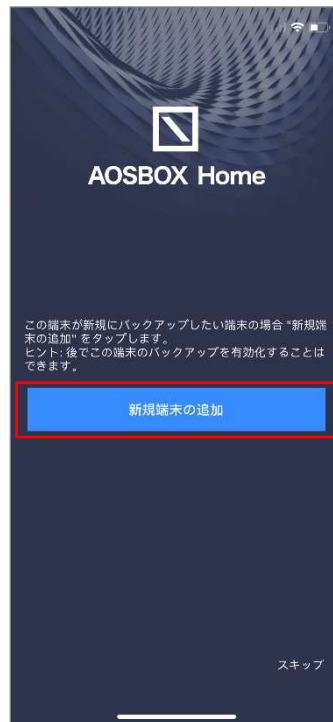 AOSBOX Home
この端末が新規にバックアップしたい端末の場合 "新規端
末の追加" をタップします。
ヒント: 後でこの端末のバックアップを有効化することは
できます。
新規端末の追加
スキップ